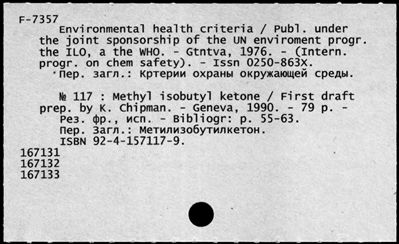 F-7357
Environmental health criteria / Publ. under
the joint sponsorship of the UN enviroment progr.
the ILO, a the WHO. - Gtntva, 1976. - (Intern.
progr. on chem safety). - Issn 0250-863X.
Пер. загл.: Кртерии охраны окружающей среды.
№ 117 : Methyl isobutyl ketone / First draft
prep. by K. Chipman. - Geneva, 1990. - 79 p. -
Рез. фр., исп. - Bibliogr: p. 55-63.
Пер. Загл.: Метилизобутилкетон.
ISBN 92-4-157117-9.
167131
167132
167133